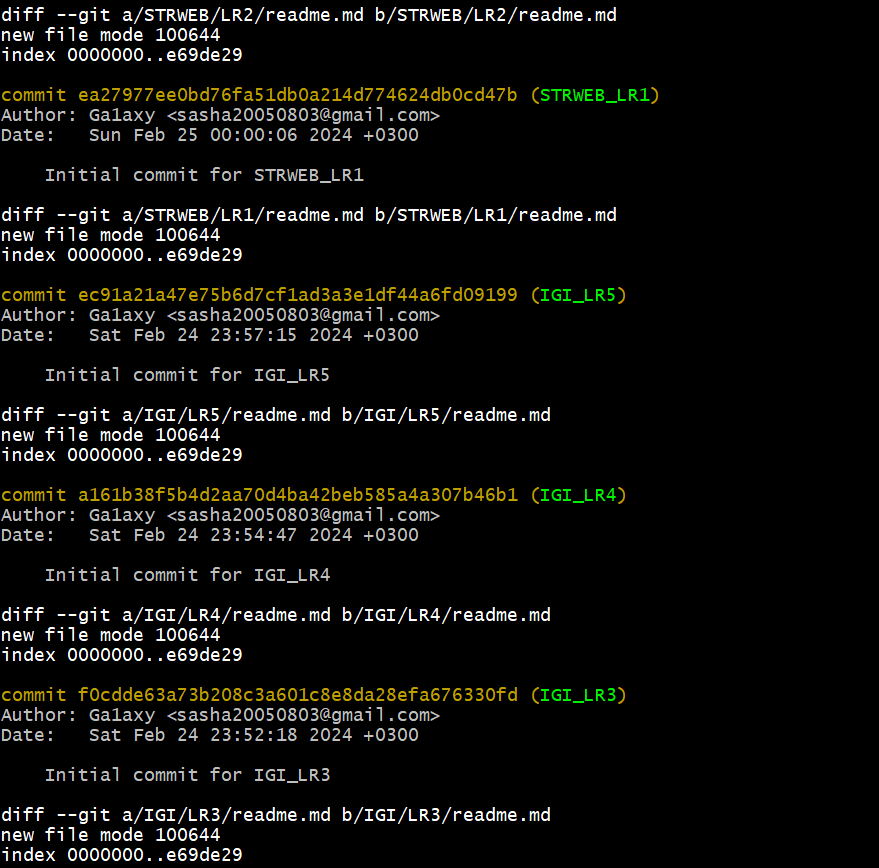 diff --git a/STRWEB/LR2/readme.md b/STRWEB/LR2/readme.md
new file mode 100644
index 0000000..e69de29
commit ea27977ee0bd76fa51db0a214d774624db0cd47b (STRWEB_LR1)
Author: Ga1axy <sasha20050803@gmail.com>
Date:   Sun Feb 25 00:00:06 2024 +0300
    Initial commit for STRWEB_LR1
diff --git a/STRWEB/LR1/readme.md b/STRWEB/LR1/readme.md
new file mode 100644
index 0000000..e69de29
commit ec91a21a47e75b6d7cf1ad3a3e1df44a6fd09199 (IGI_LR5)
Author: Ga1axy <sasha20050803@gmail.com>
Date:   Sat Feb 24 23:57:15 2024 +0300
    Initial commit for IGI_LR5
diff --git a/IGI/LR5/readme.md b/IGI/LR5/readme.md
new file mode 100644
index 0000000..e69de29
commit a161b38f5b4d2aa70d4ba42beb585a4a307b46b1 (IGI_LR4)
Author: Ga1axy <sasha20050803@gmail.com>
Date:   Sat Feb 24 23:54:47 2024 +0300
    Initial commit for IGI_LR4
diff --git a/IGI/LR4/readme.md b/IGI/LR4/readme.md
new file mode 100644
index 0000000..e69de29
commit f0cdde63a73b208c3a601c8e8da28efa676330fd (IGI_LR3)
Author: Ga1axy <sasha20050803@gmail.com>
Date:   Sat Feb 24 23:52:18 2024 +0300
    Initial commit for IGI_LR3
diff --git a/IGI/LR3/readme.md b/IGI/LR3/readme.md
new file mode 100644
index 0000000..e69de29